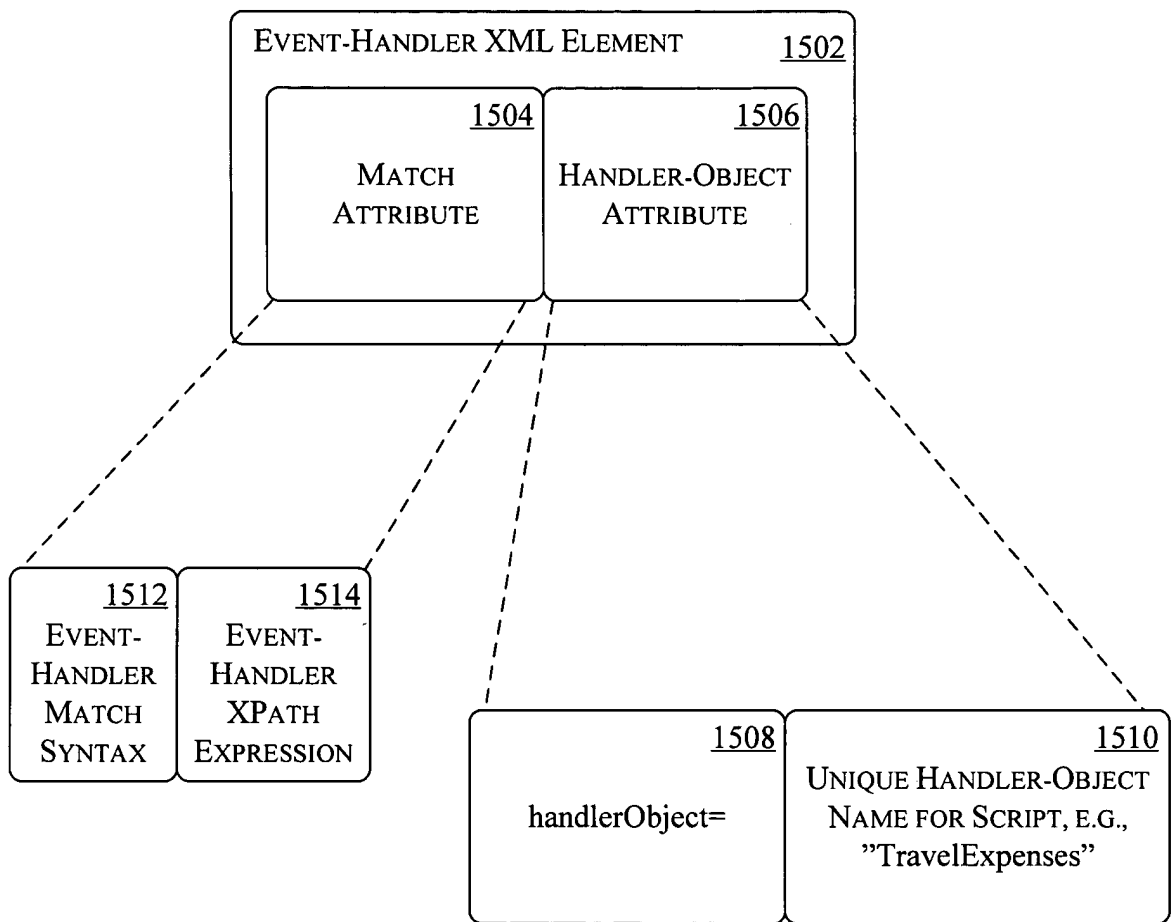 EVENT-HANDLER XML ELEMENT
1502
1504
MATCH
ATTRIBUTE
1506
HANDLER-OBJECT
ATTRIBUTE
1512
EVENT-
HANDLER
MATCH
SYNTAX
1514
EVENT-
HANDLER
XPATH
EXPRESSION
1508
handlerObject=
1510
UNIQUE HANDLER-OBJECT
NAME FOR SCRIPT, E.G.,
”TravelExpenses”